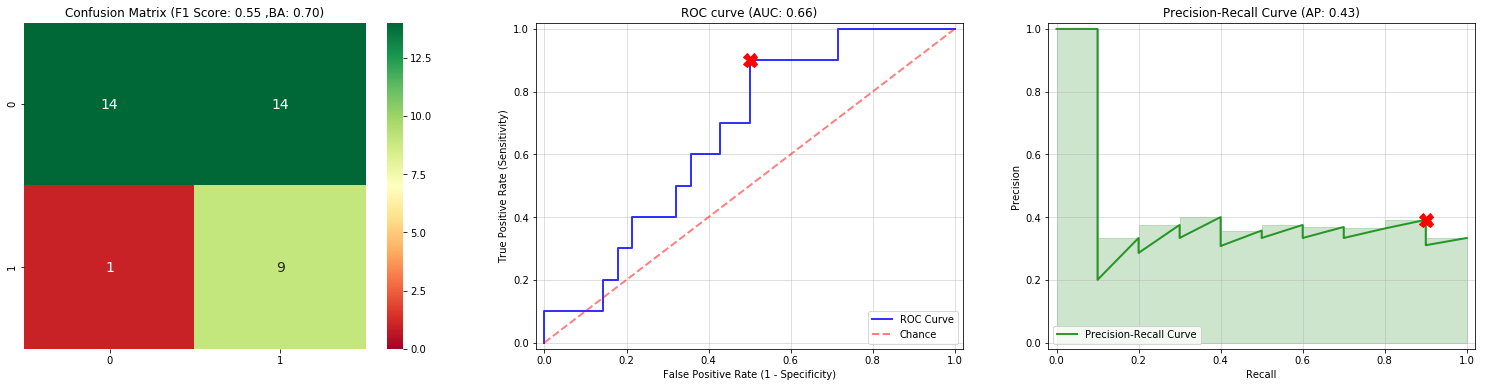 Confusion Matrix (F1 Score: 0.55 ,BA: 0.70)
0
1
14
14
1
9
0
1
12.5
10.0
7.5
5.0
2.5
0.0
ROC curve (AUC: 0.66)
True Positive Rate (Sensitivity)
1.0
0.8
0.6
0.4
0.2
0.0
ROC Curve
Chance
0.0 0.2 0.4 0.6 0.8 1.0
False Positive Rate (1 - Specificity)
Precision-Recall Curve (AP: 0.43)
Precision
1.0
0.8
0.6
0.4
0.2
0.0
Precision-Recall Curve
0.0 0.2 0.4 0.6 0.8 1.0
Recall